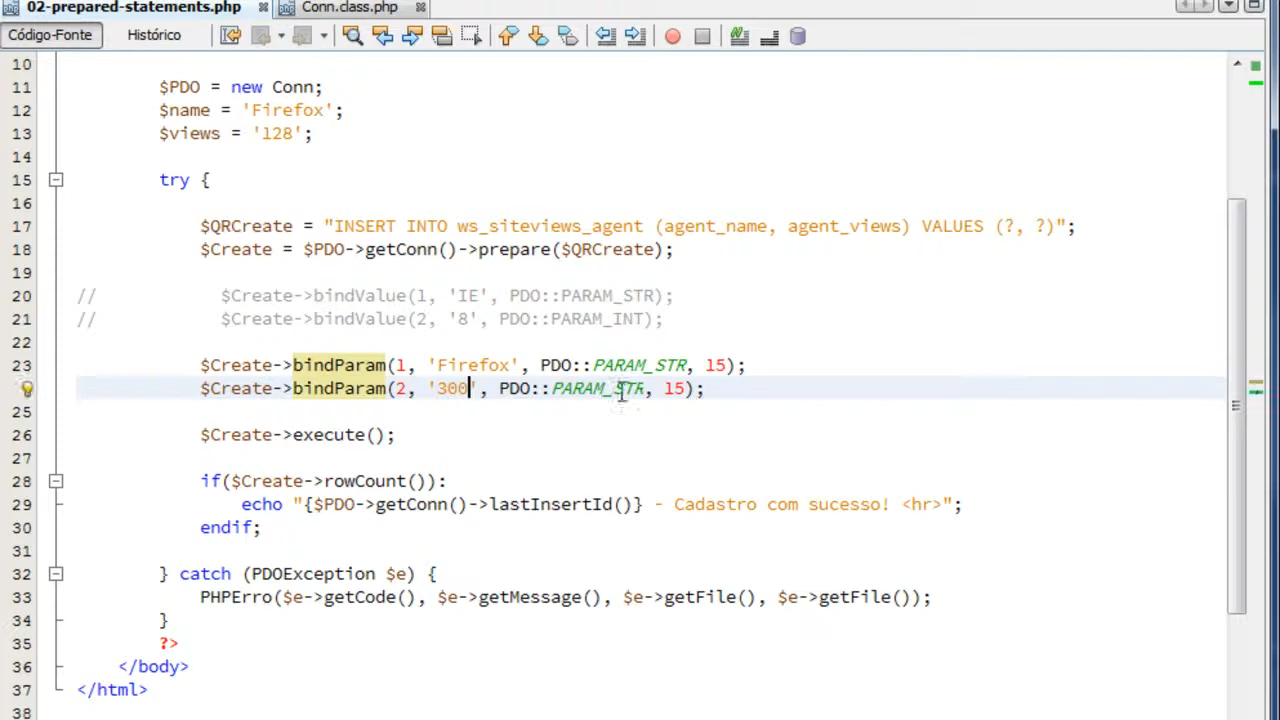 02-prepared-statements.php Conn.class.php
Código-Fonte Histórico
10
11 $PDO = new Conn;
12 $name = 'Firefox';
13 $views = '128';
14
15 try {
16
17 $QRCreate = "INSERT INTO ws_siteviews_agent (agent_name, agent_views) VALUES (?, ?)";
18 $Create = $PDO->getConn()->prepare($QRCreate);
19
20 // $Create->bindValue(1, 'IE', PDO::PARAM_STR);
21 // $Create->bindValue(2, '8', PDO::PARAM_INT);
22
23 $Create->bindParam(1, 'Firefox', PDO::PARAM_STR, 15);
$Create->bindParam(2, '300', PDO::PARAM_STR, 15);
25
26 $Create->execute();
27
28 if($Create->rowCount()):
29 echo "{$PDO->getConn()->lastInsertId()} - Cadastro com sucesso! <hr>";
30 endif;
31
32 } catch (PDOException $e) {
33 PHPErro($e->getCode(), $e->getMessage(), $e->getFile(), $e->getFile());
34 }
35 ?>
36 </body>
37 </html>
38